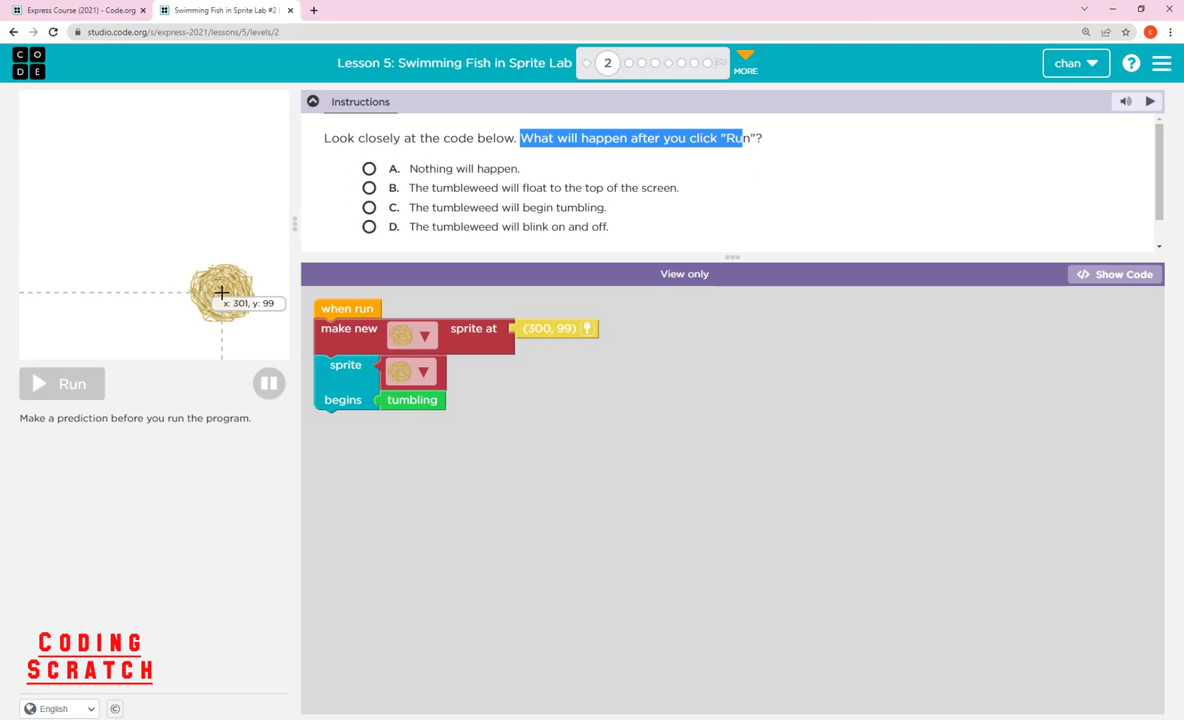 Express Course (2021) - Code.org
Swimming Fish in Sprite Lab #2
studio.code.org/s/express-2021/lessons/5/levels/2
C O
D E
Lesson 5: Swimming Fish in Sprite Lab
2
MORE
chan
Instructions
Look closely at the code below. What will happen after you click "Run"?
A. Nothing will happen.
B. The tumbleweed will float to the top of the screen.
C. The tumbleweed will begin tumbling.
D. The tumbleweed will blink on and off.
x: 301, y: 99
View only
Show Code
when run
make new sprite at (300, 99)
sprite
begins tumbling
Run
Make a prediction before you run the program.
CODING
SCRATCH
English
©